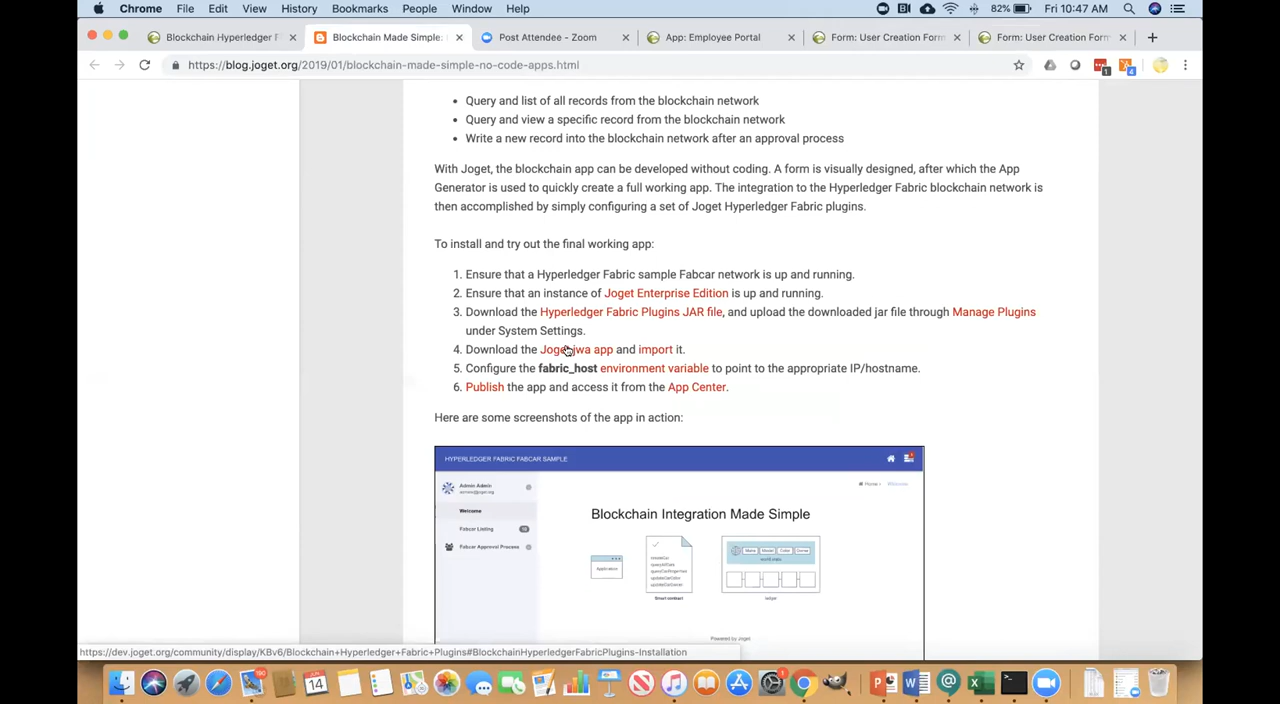 Chrome File Edit View History Bookmarks People Window Help 82% Fri 10:47 AM
Blockchain Hyperledger F Blockchain Made Simple: Post Attendee - Zoom App: Employee Portal Form: User Creation Form Form: User Creation Form
https://blog.joget.org/2019/01/blockchain-made-simple-no-code-apps.html
1 4
• Query and list of all records from the blockchain network
• Query and view a specific record from the blockchain network
• Write a new record into the blockchain network after an approval process
With Joget, the blockchain app can be developed without coding. A form is visually designed, after which the App
Generator is used to quickly create a full working app. The integration to the Hyperledger Fabric blockchain network is
then accomplished by simply configuring a set of Joget Hyperledger Fabric plugins.
To install and try out the final working app:
1. Ensure that a Hyperledger Fabric sample Fabcar network is up and running.
2. Ensure that an instance of Joget Enterprise Edition is up and running.
3. Download the Hyperledger Fabric Plugins JAR file, and upload the downloaded jar file through Manage Plugins
under System Settings.
4. Download the Joget jwa app and import it.
5. Configure the fabric_host environment variable to point to the appropriate IP/hostname.
6. Publish the app and access it from the App Center.
Here are some screenshots of the app in action:
HYPERLEDGER FABRIC FABCAR SAMPLE
Admin Admin
Home
Welcome
Blockchain Integration Made Simple
Fabcar Listing
Fabcar Approval Process
Application
Smart contract
ledger
Make Model Color Owner
world state
Powered by Joget
https://dev.joget.org/community/display/KBv6/Blockchain+Hyperledger+Fabric+Plugins#BlockchainHyperledgerFabricPlugins-Installation
14